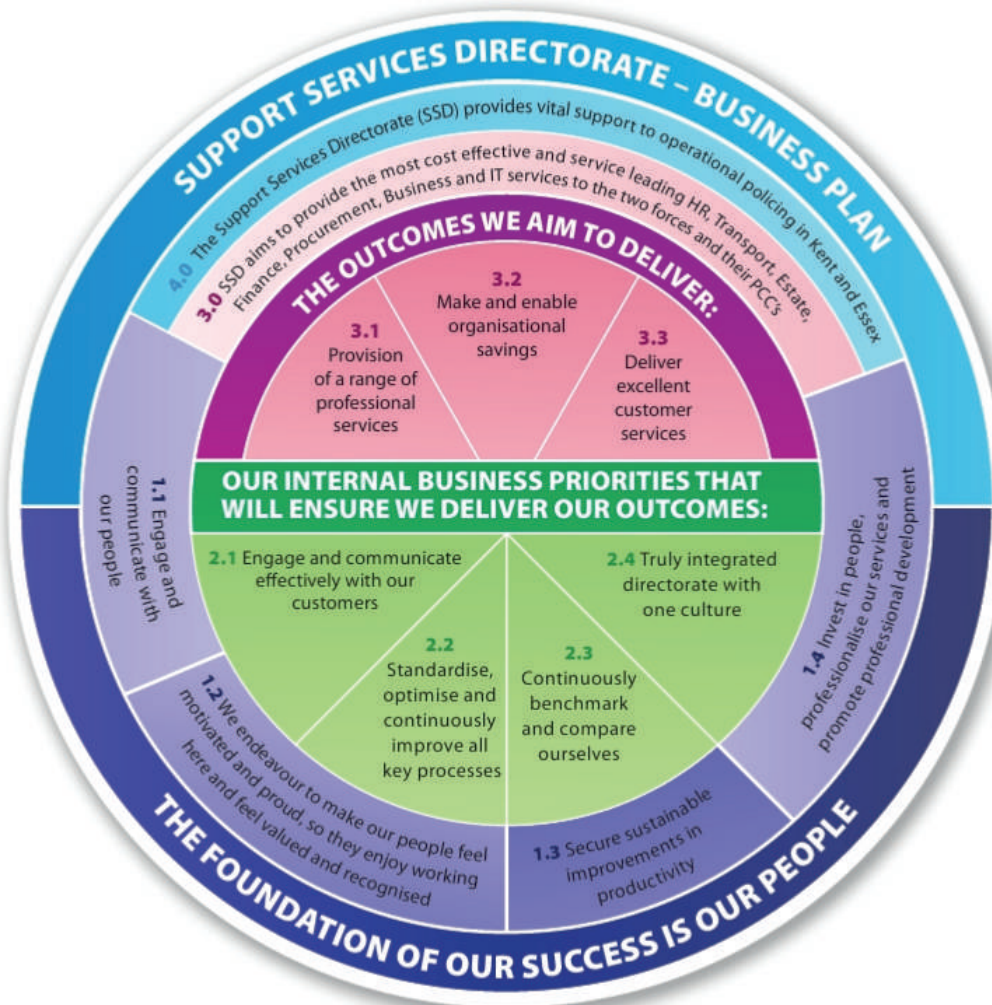 SUPPORT SERVICES DIRECTORATE – BUSINESS PLAN
4.0 The Support Services Directorate (SSD) provides vital support to operational policing in Kent and Essex
3.0 SSD aims to provide the most cost effective and service leading HR, Transport, Estate,
Finance, Procurement, Business and IT services to the two forces and their PCC's
THE OUTCOMES WE AIM TO DELIVER:
3.1
Provision
of a range of
professional
services
3.2
Make and enable
organisational
savings
3.3
Deliver
excellent
customer
services
OUR INTERNAL BUSINESS PRIORITIES THAT
WILL ENSURE WE DELIVER OUR OUTCOMES:
2.1 Engage and communicate
effectively with our
customers
2.2
Standardise,
optimise and
continuously
improve all
key processes
2.3
Continuously
benchmark
and compare
ourselves
2.4 Truly integrated
directorate with
one culture
1.1 Engage and
communicate with
our people
1.2 We endeavour to make our people feel
motivated and proud, so they enjoy working
here and feel valued and recognised
1.3 Secure sustainable
improvements in
productivity
1.4 Invest in people,
professionalise our services and
promote professional development
THE FOUNDATION OF OUR SUCCESS IS OUR PEOPLE